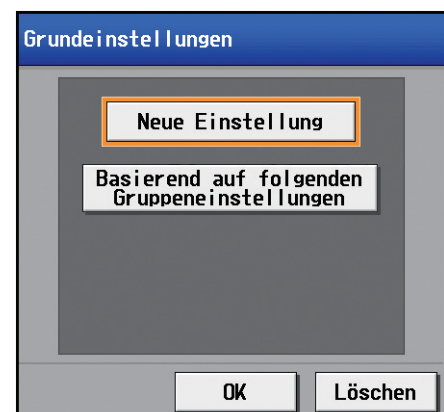 Grundeinstellungen
Neue Einstellung
Basierend auf folgenden
Gruppeneinstellungen
OK
Löschen